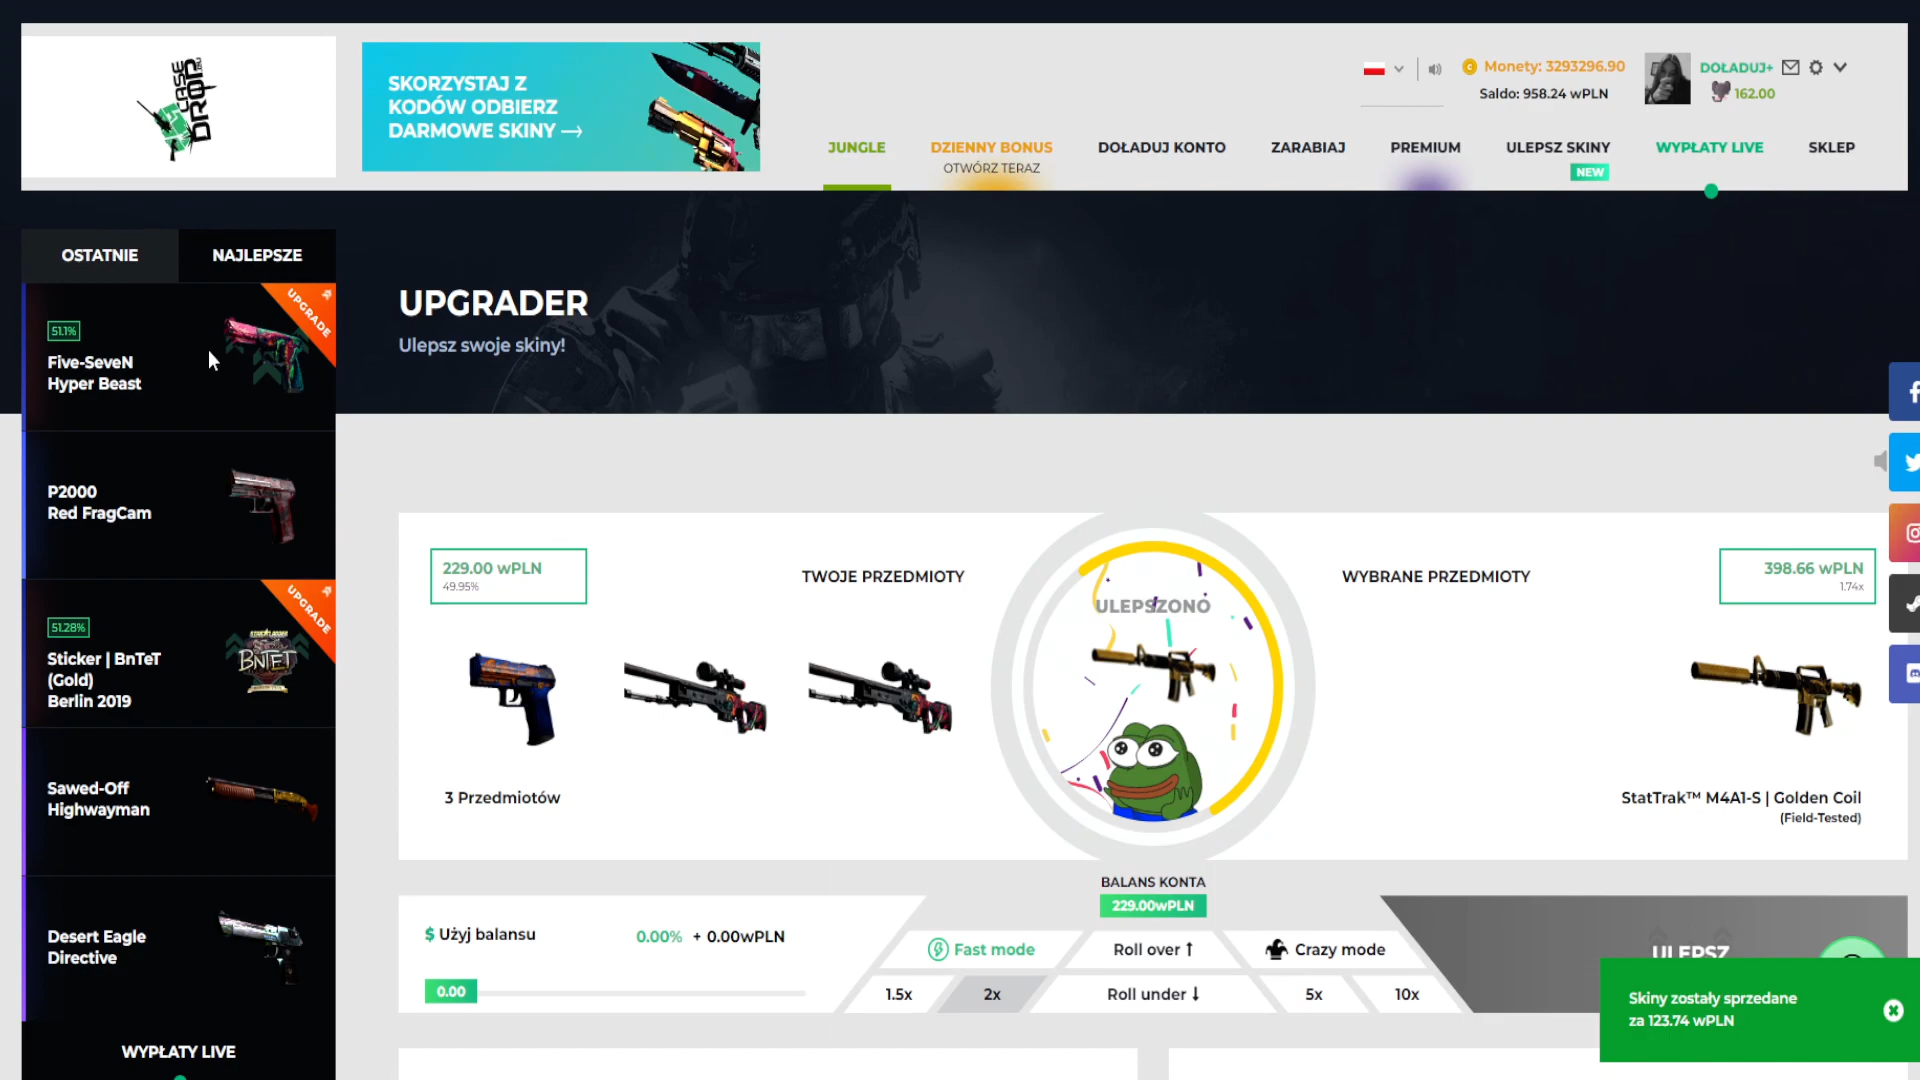 CASE
DROP
.EU
SKORZYSTAJ Z
KODÓW ODBIERZ
DARMOWE SKINY →
Monety: 3293296.90
Saldo: 958.24 wPLN
DOŁADUJ+
162.00
JUNGLE
DZIENNY BONUS
OTWÓRZ TERAZ
DOŁADUJ KONTO
ZARABIAJ
PREMIUM
ULEPSZ SKINY
NEW
WYPŁATY LIVE
SKLEP
OSTATNIE
NAJLEPSZE
UPGRADE
51.1%
Five-SeveN
Hyper Beast
P2000
Red FragCam
UPGRADE
51.28%
BNTET
Sticker | BnTeT
(Gold)
Berlin 2019
Sawed-Off
Highwayman
Desert Eagle
Directive
WYPŁATY LIVE
UPGRADER
Ulepsz swoje skiny!
229.00 wPLN
49.95%
TWOJE PRZEDMIOTY
3 Przedmiotów
ULEPSZONO
WYBRANE PRZEDMIOTY
398.66 wPLN
1.74x
StatTrak™ M4A1-S | Golden Coil
(Field-Tested)
BALANS KONTA
229.00wPLN
$ Użyj balansu
0.00% + 0.00wPLN
0.00
Fast mode
Roll over ↑
Crazy mode
1.5x
2x
Roll under ↓
5x
10x
ULEPSZ
Skiny zostały sprzedane
za 123.74 wPLN